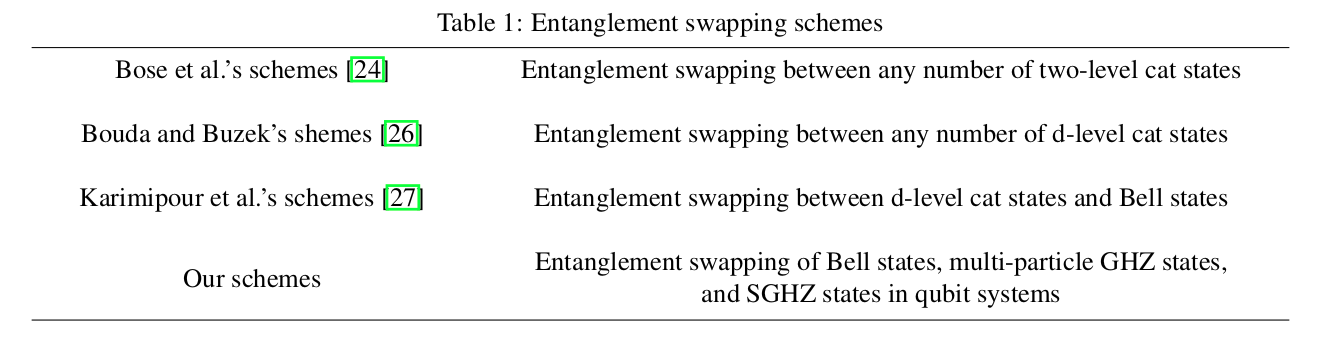 Table 1: Entanglement swapping schemes
Bose et al.'s schemes [24] Entanglement swapping between any number of two-level cat states
Bouda and Buzek's shemes [26] Entanglement swapping between any number of d-level cat states
Karimipour et al.'s schemes [27] Entanglement swapping between d-level cat states and Bell states
Our schemes Entanglement swapping of Bell states, multi-particle GHZ states,
and SGHZ states in qubit systems